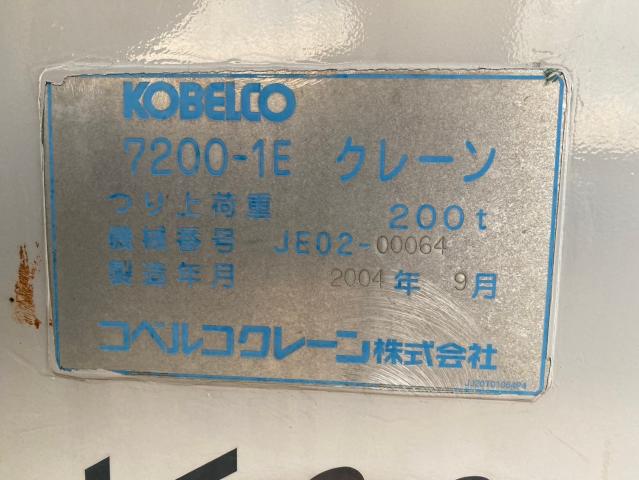 KOBELCO
7200-1E クレーン
つり上荷重 200t
機械番号 JE02-00064
製造年月 2004年 9月
コベルコクレーン株式会社